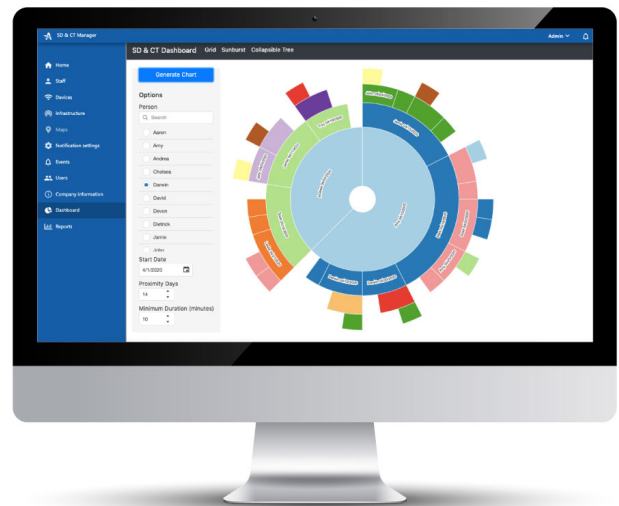 SD & CT Manager
Admin
SD & CT Dashboard Grid Sunburst Collapsible Tree
Home
Staff
Devices
Infrastructure
Maps
Notification settings
Events
Users
Company information
Dashboard
Reports
Generate Chart
Options
Person
Search
Aaron
Amy
Andrea
Chelsea
Darwin
David
Devon
Dietrick
Jamie
John
Start Date
4/1/2020
Proximity Days
14
Minimum Duration (minutes)
10